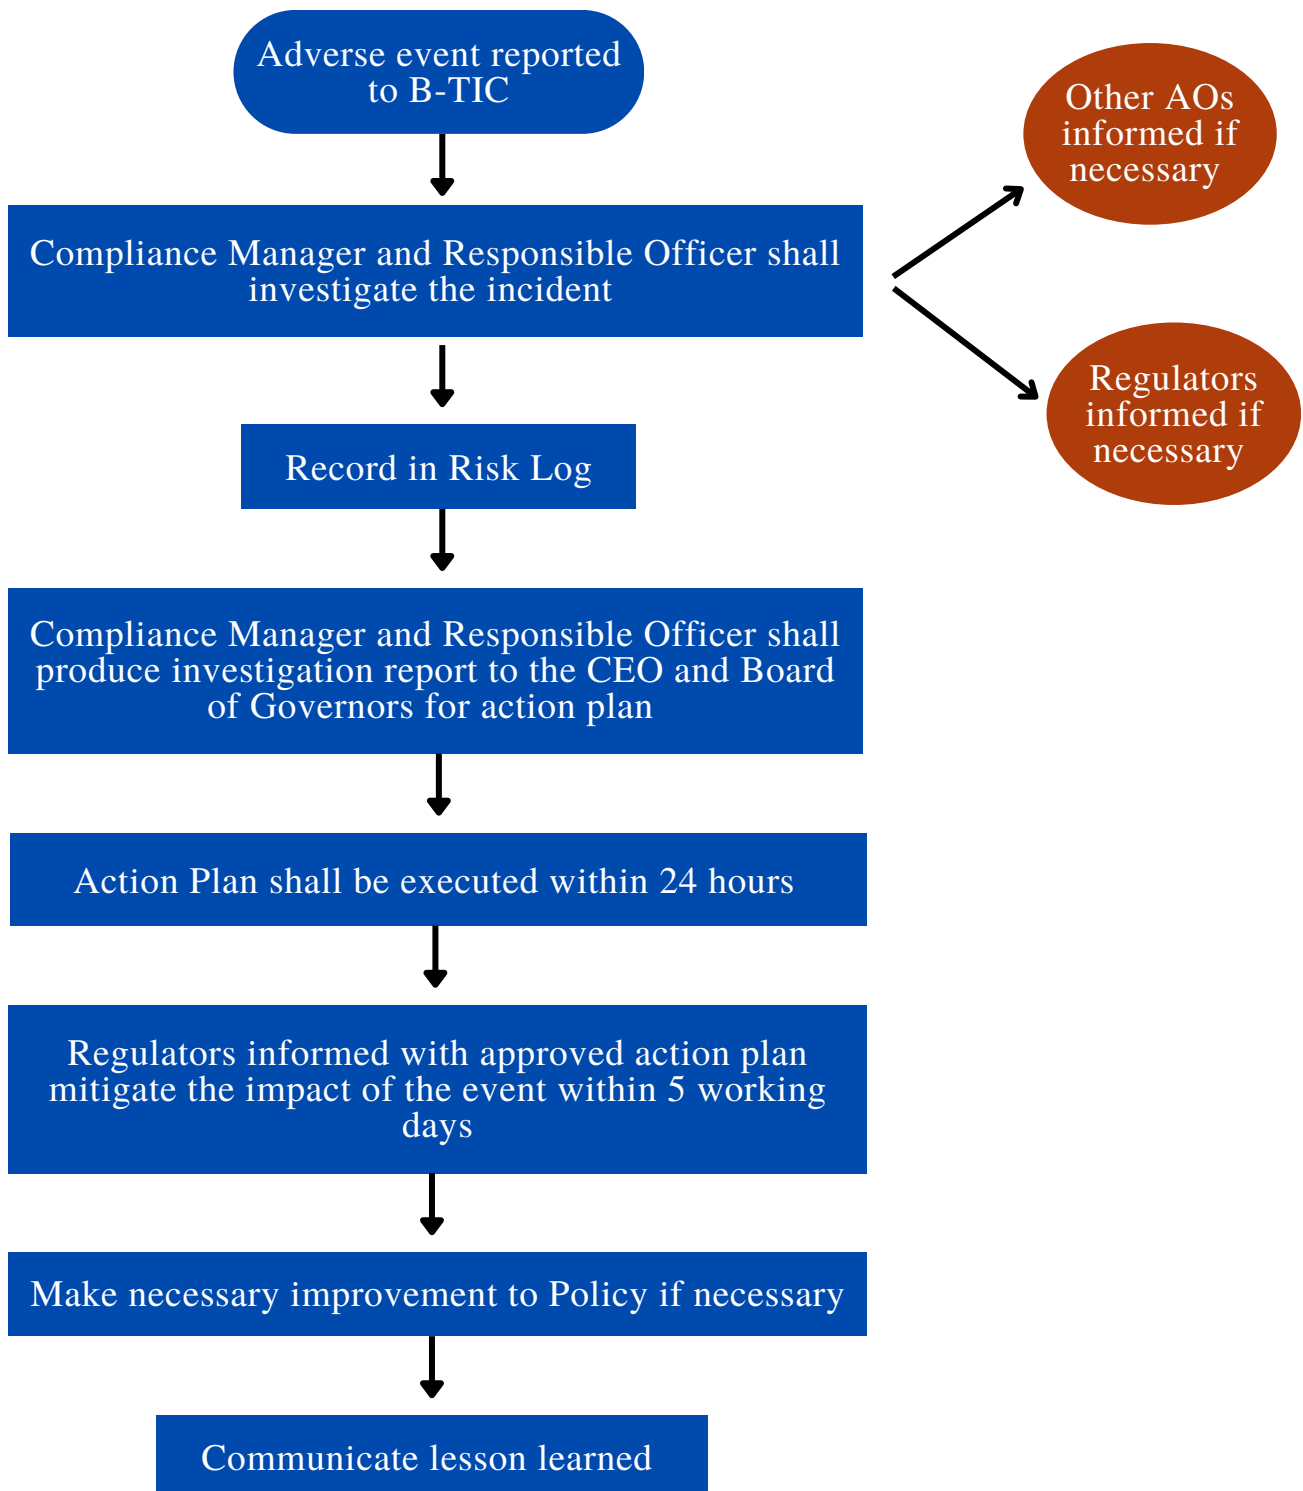 Adverse event reported
to B-TIC
Other AOs
informed if
necessary
Compliance Manager and Responsible Officer shall
investigate the incident
Regulators
informed if
necessary
Record in Risk Log
Compliance Manager and Responsible Officer shall
produce investigation report to the CEO and Board
of Governors for action plan
Action Plan shall be executed within 24 hours
Regulators informed with approved action plan
mitigate the impact of the event within 5 working
days
Make necessary improvement to Policy if necessary
Communicate lesson learned